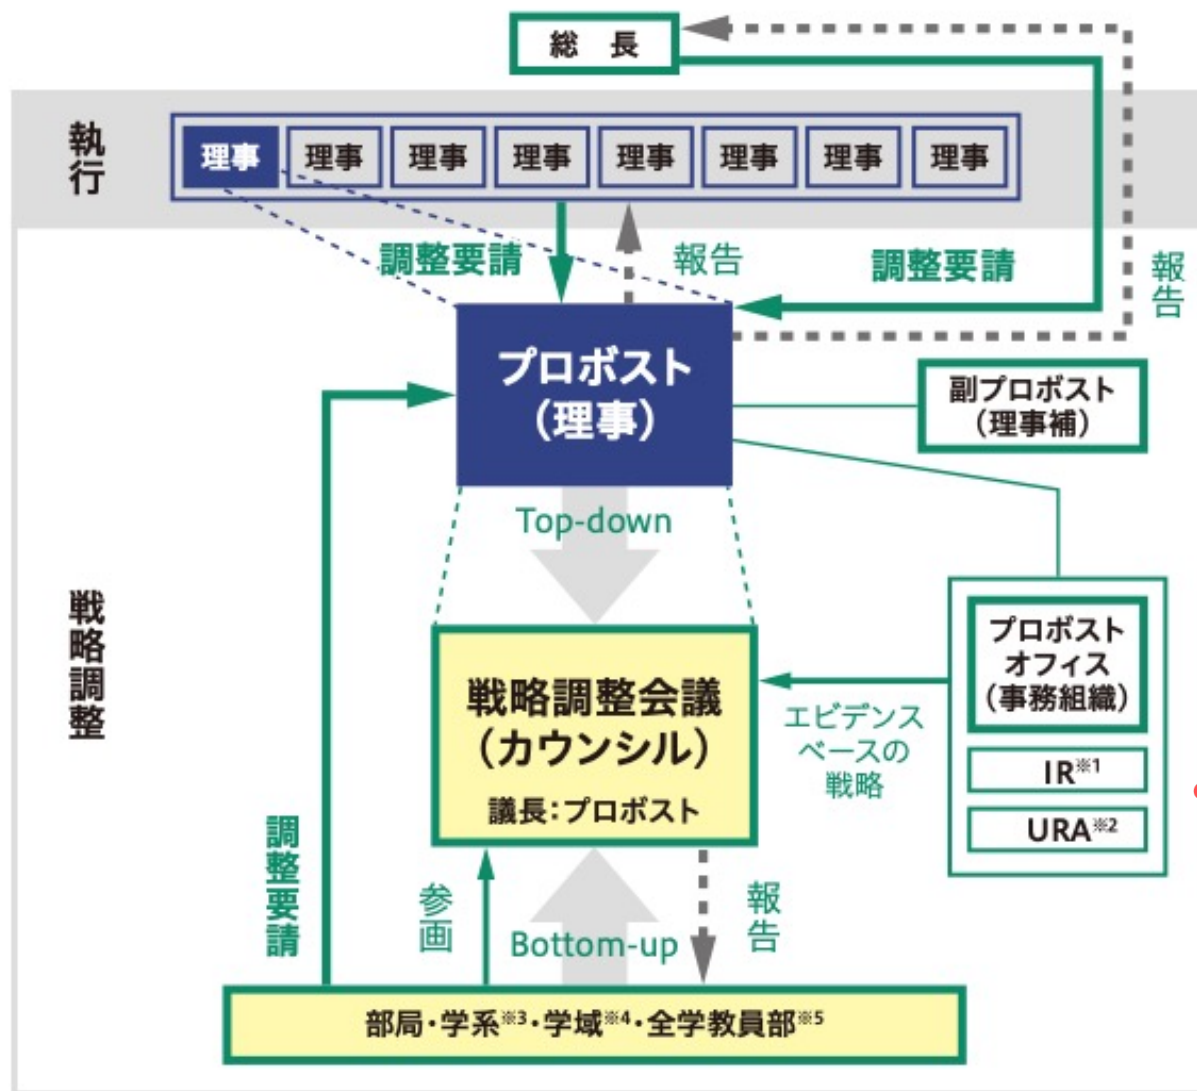 総 長
執行
理事
理事
理事
理事
理事
理事
理事
理事
調整要請
報告
調整要請
報告
プロボスト
（理事）
副プロボスト
（理事補）
Top-down
戦略調整
戦略調整会議
（カウンシル）
議長：プロボスト
エビデンス
ベースの
戦略
プロボスト
オフィス
（事務組織）
IR※1
URA※2
調整要請
参画
Bottom-up
報告
部局・学系※3・学域※4・全学教員部※5